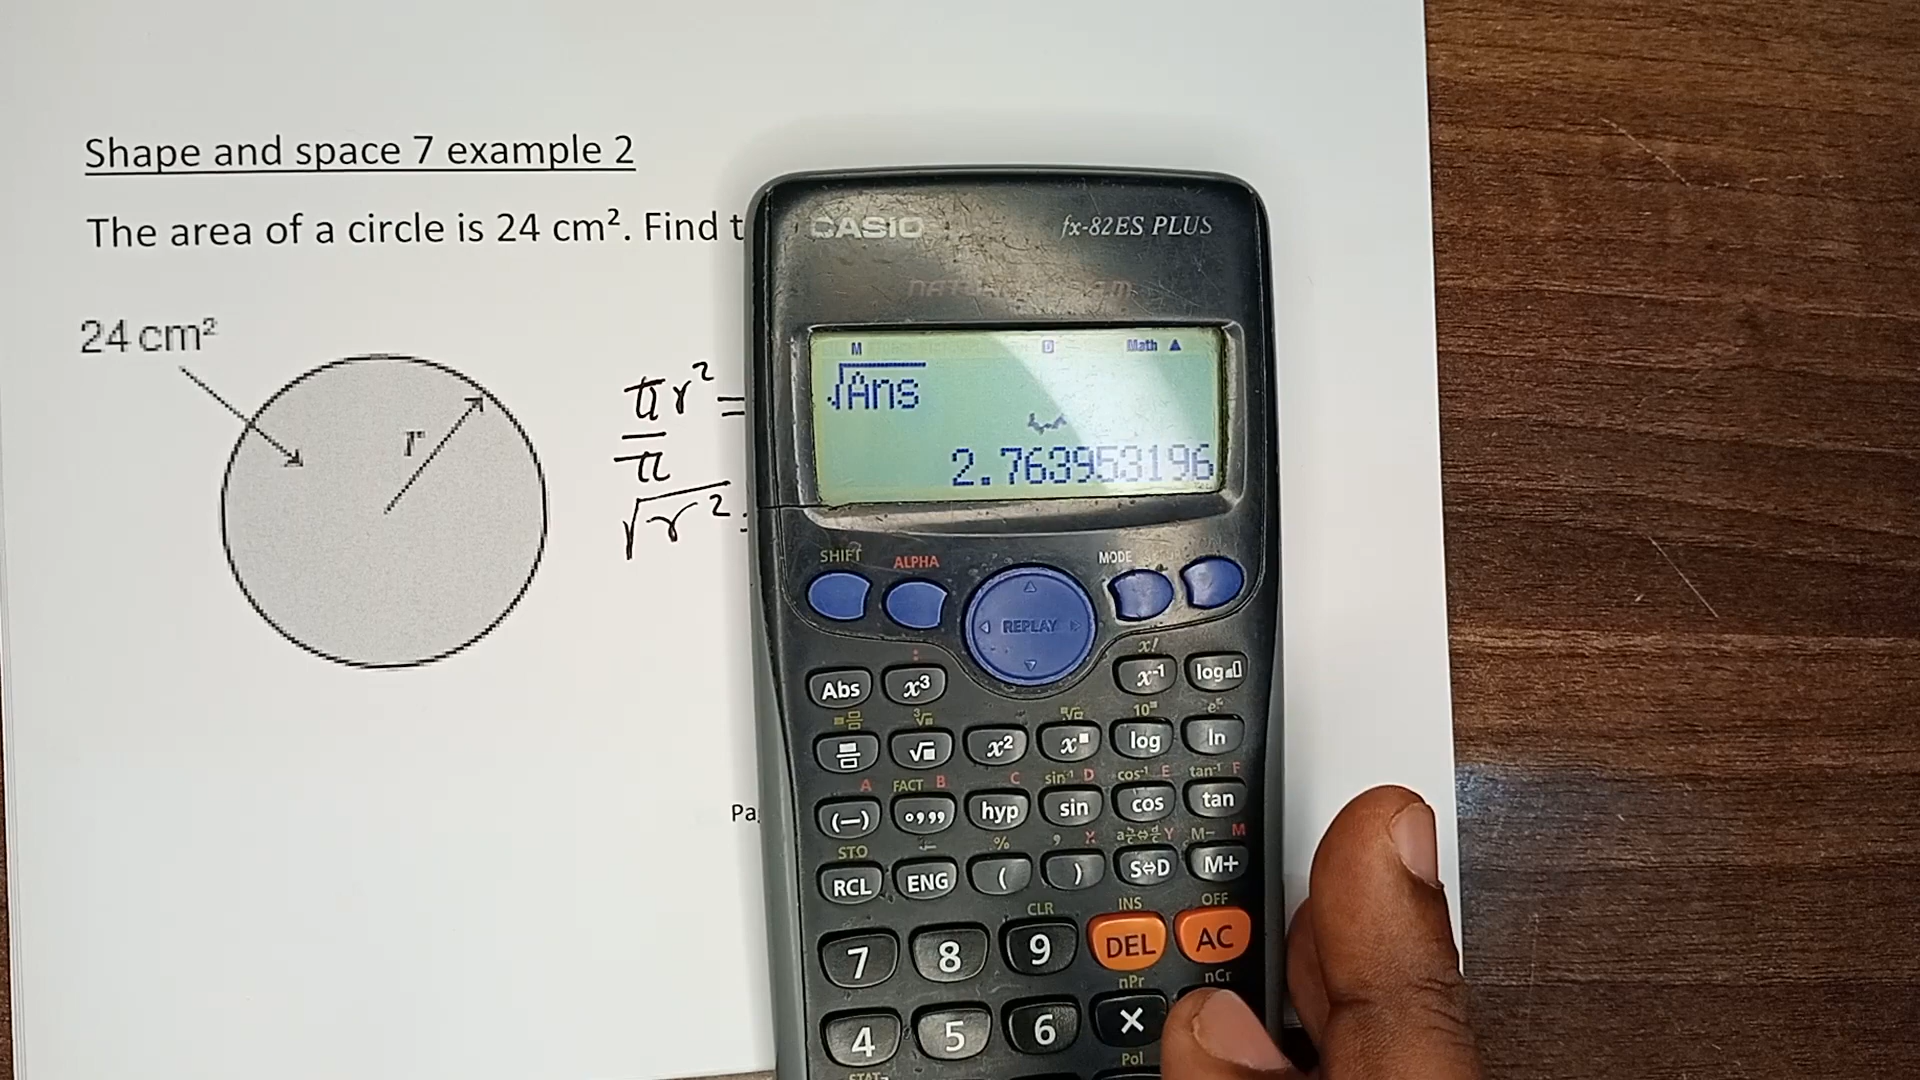 Shape and space 7 example 2
The area of a circle is 24 cm². Find t
24 cm²
r
πr² =
π
√r²
CASIO fx-82ES PLUS
M D Math ▲
√Ans
2.763953196
SHIFT ALPHA MODE
REPLAY
: x!
Abs x³ x⁻¹ log
³√ 10 e
√ x² x log ln
A FACT B C sin⁻¹ D cos⁻¹ E tan⁻¹ F
(−) °,,, hyp sin cos tan
STO ← % , X Y M− M
RCL ENG ( ) S⇔D M+
CLR INS OFF
7 8 9 DEL AC
nPr nCr
4 5 6 ×
Pol